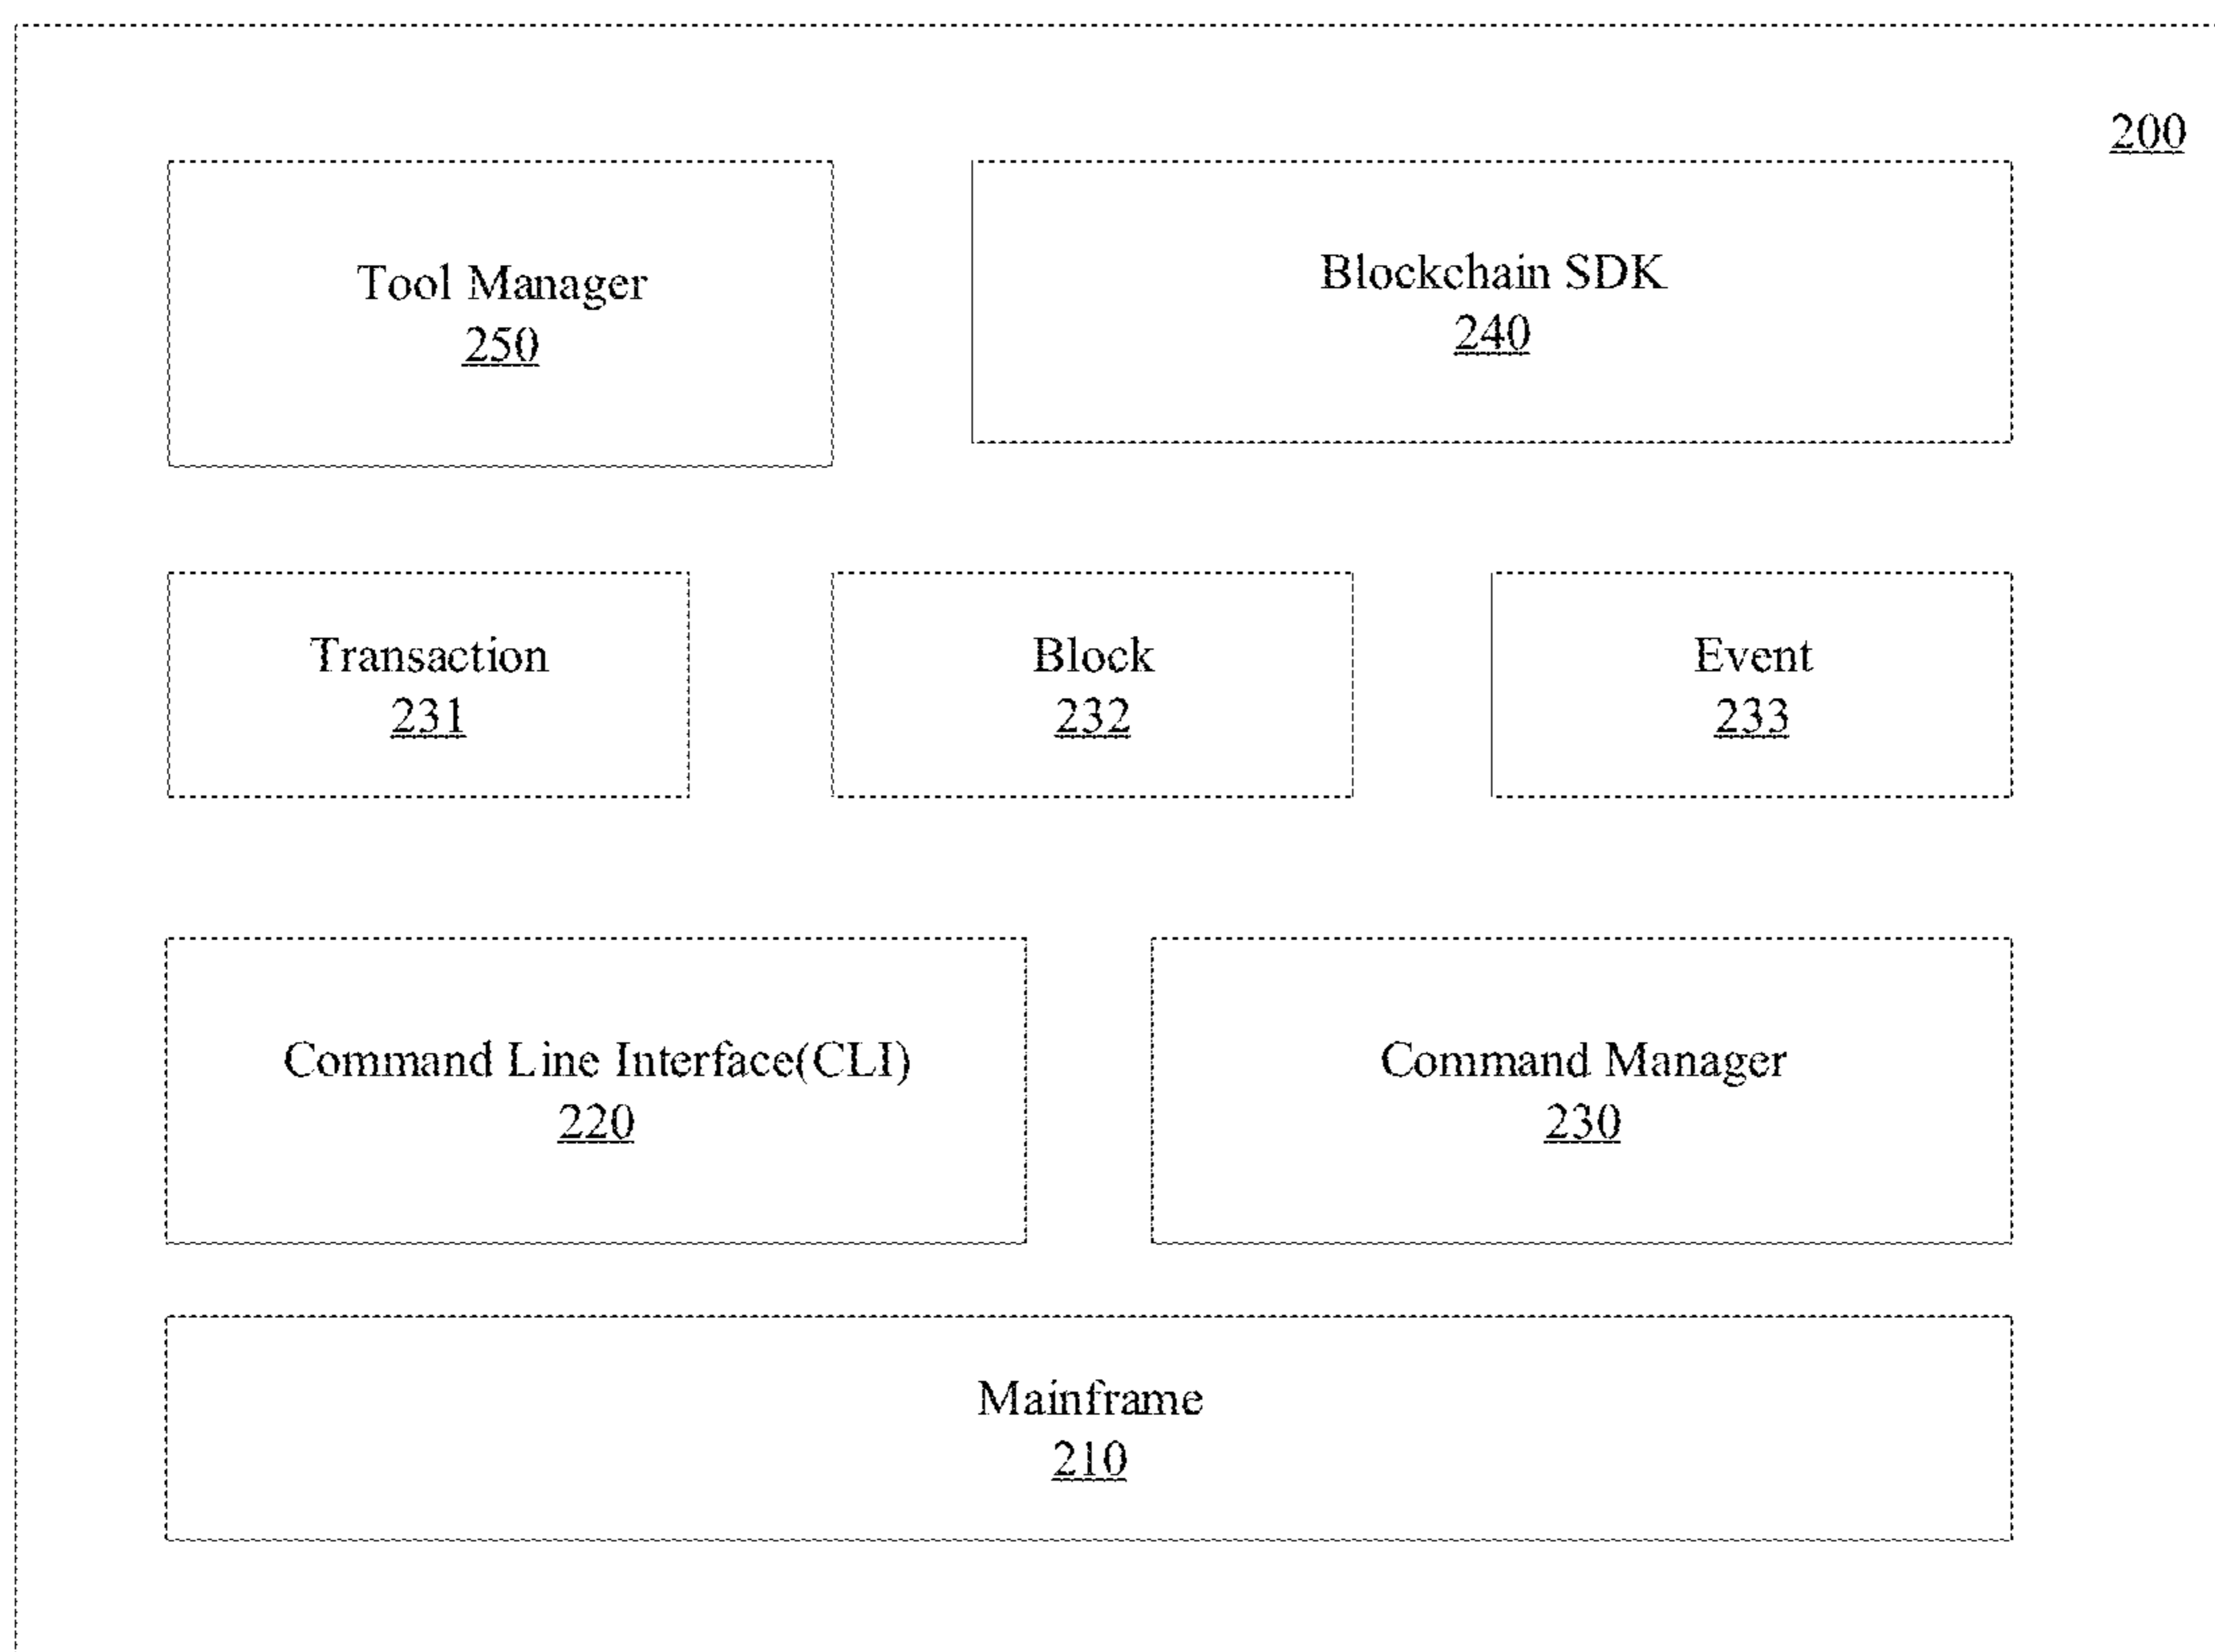 200
Tool Manager
250
Blockchain SDK
240
Transaction
231
Block
232
Event
233
Command Line Interface(CLI)
220
Command Manager
230
Mainframe
210